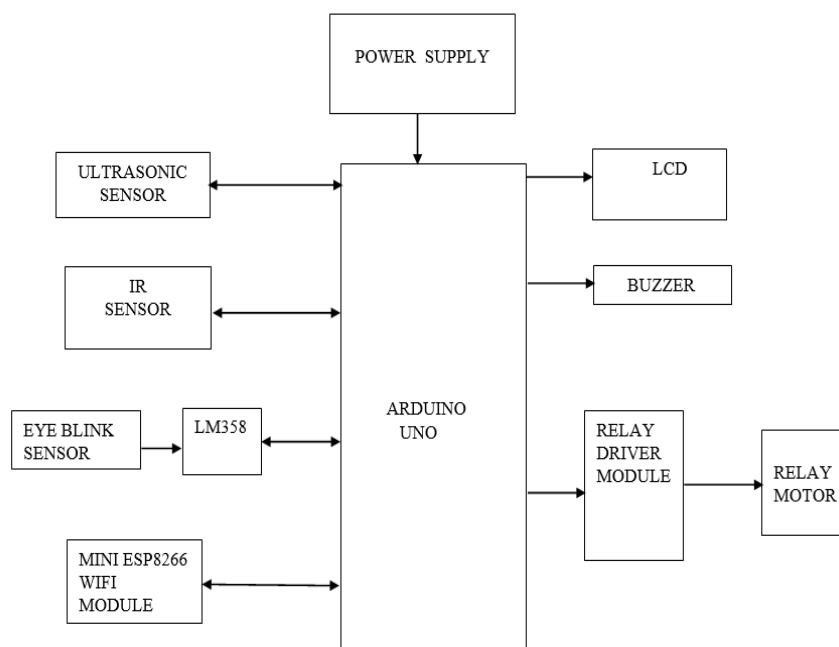 POWER SUPPLY
ULTRASONIC
SENSOR
LCD
IR
SENSOR
BUZZER
EYE BLINK
SENSOR
LM358
ARDUINO
UNO
RELAY
DRIVER
MODULE
RELAY
MOTOR
MINI ESP8266
WIFI
MODULE